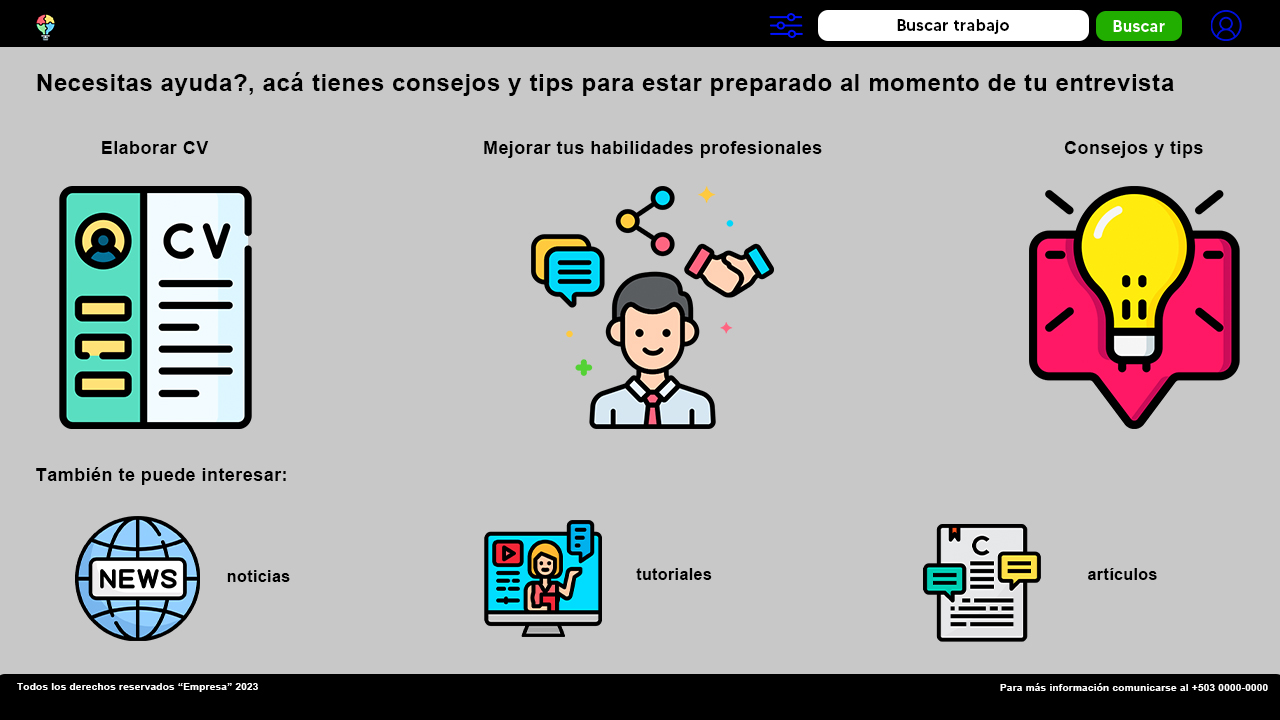 Buscar trabajo
Buscar
Necesitas ayuda?, acá tienes consejos y tips para estar preparado al momento de tu entrevista
Elaborar CV
Mejorar tus habilidades profesionales
Consejos y tips
CV
También te puede interesar:
NEWS
noticias
tutoriales
C
artículos
Todos los derechos reservados “Empresa” 2023
Para más información comunicarse al +503 0000-0000